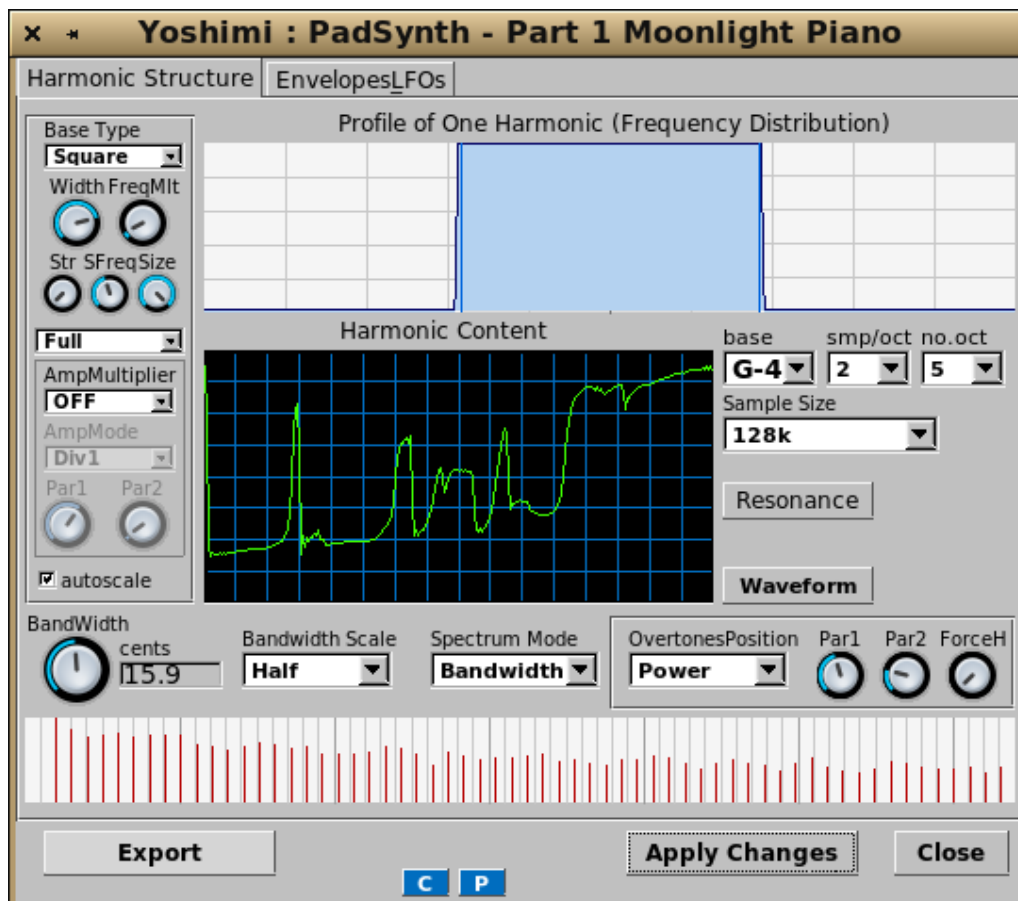 Yoshimi : PadSynth - Part 1 Moonlight Piano
Harmonic Structure
EnvelopesLFOs
Base Type
Square
Width FreqMlt
Str SFreq Size
Full
AmpMultiplier
OFF
AmpMode
Div1
Par1 Par2
autoscale
Profile of One Harmonic (Frequency Distribution)
Harmonic Content
base smp/oct no.oct
G-4 2 5
Sample Size
128k
Resonance
Waveform
BandWidth
cents
15.9
Bandwidth Scale
Half
Spectrum Mode
Bandwidth
OvertonesPosition Par1 Par2 ForceH
Power
Export
Apply Changes
Close
C P